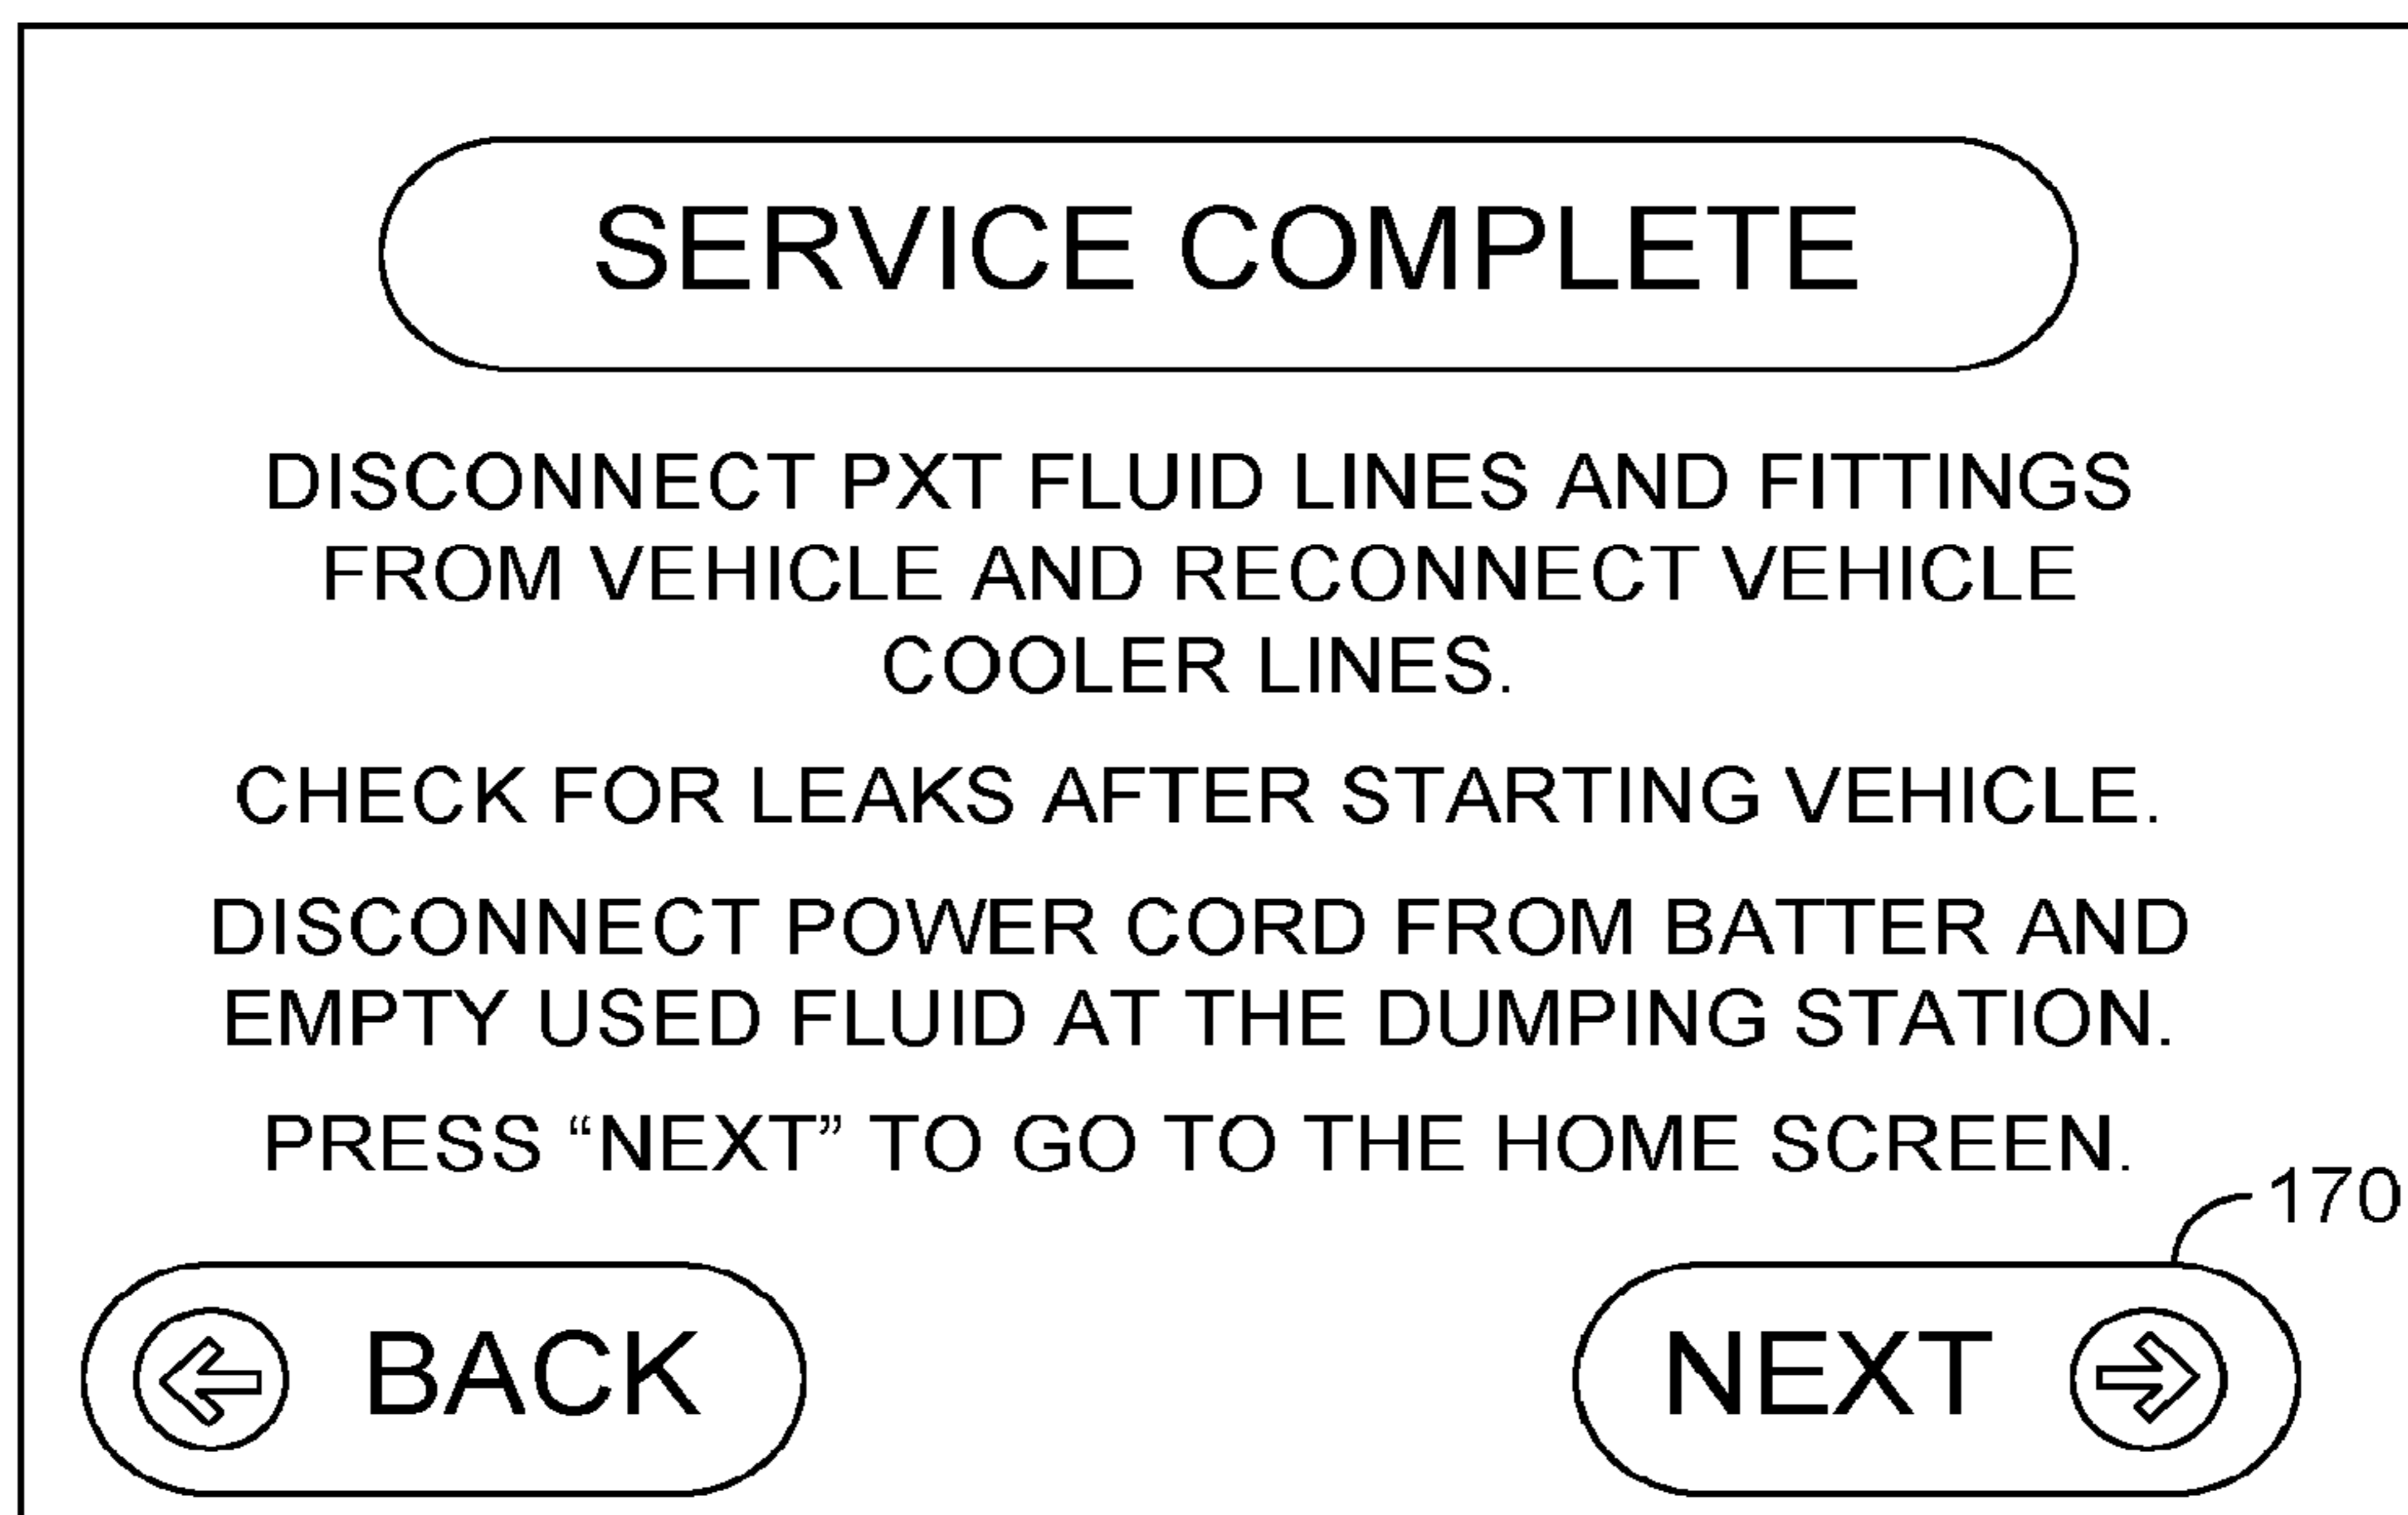 SERVICE COMPLETE
DISCONNECT PXT FLUID LINES AND FITTINGS
FROM VEHICLE AND RECONNECT VEHICLE
COOLER LINES.
CHECK FOR LEAKS AFTER STARTING VEHICLE.
DISCONNECT POWER CORD FROM BATTER AND
EMPTY USED FLUID AT THE DUMPING STATION.
PRESS “NEXT” TO GO TO THE HOME SCREEN.
170
BACK
NEXT